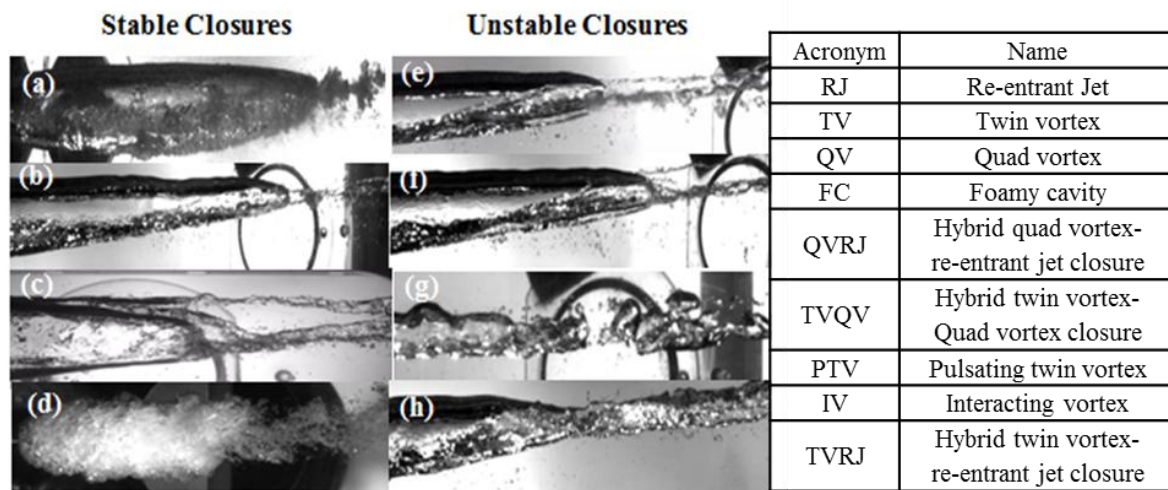 Stable Closures
Unstable Closures
(a)
(b)
(c)
(d)
(e)
(f)
(g)
(h)
Acronym Name
RJ Re-entrant Jet
TV Twin vortex
QV Quad vortex
FC Foamy cavity
QVRJ Hybrid quad vortex-
re-entrant jet closure
TVQV Hybrid twin vortex-
Quad vortex closure
PTV Pulsating twin vortex
IV Interacting vortex
TVRJ Hybrid twin vortex-
re-entrant jet closure